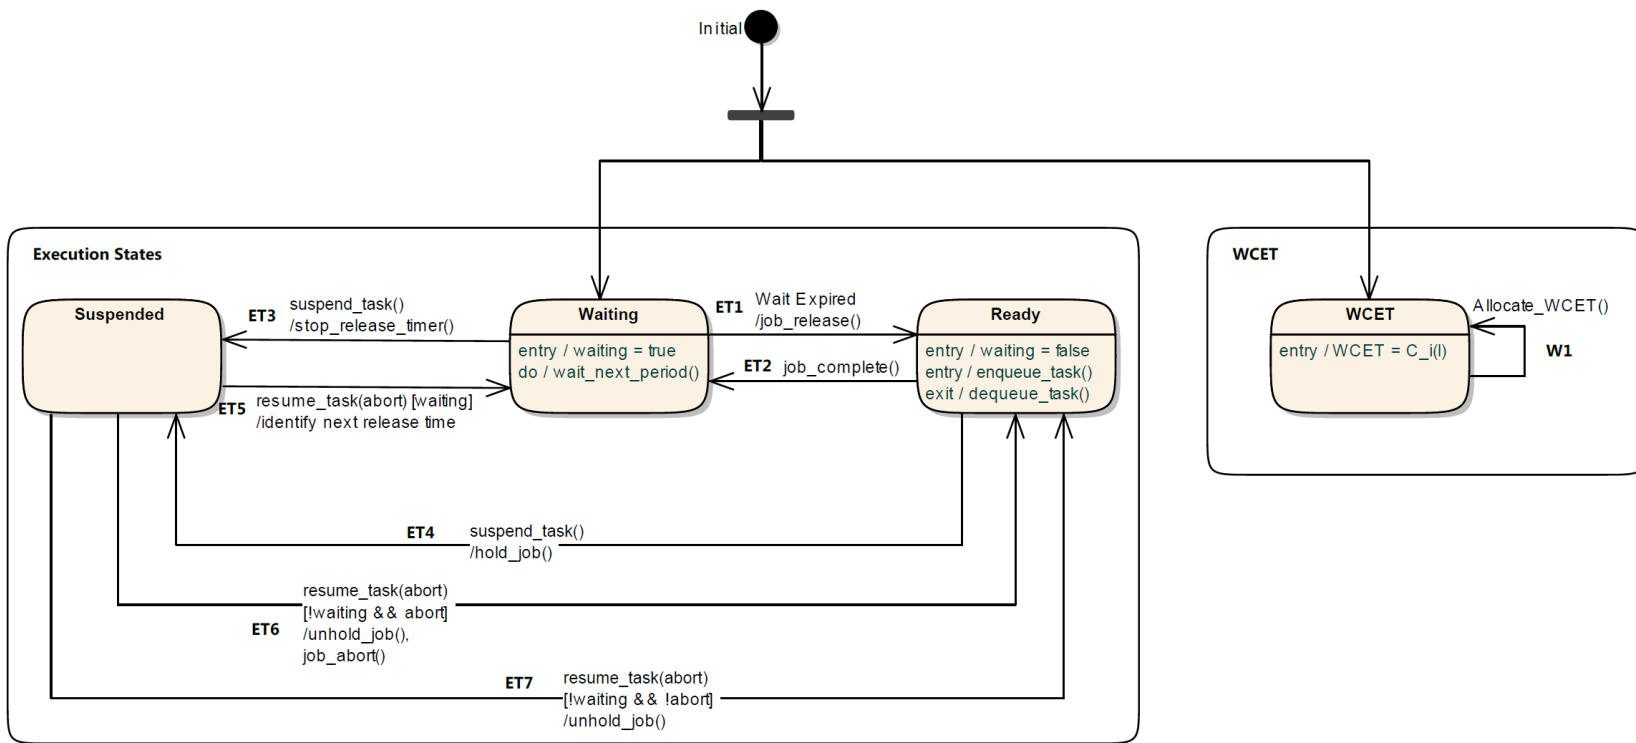 Initial
Execution States
WCET
Suspended
ET3
suspend_task()
/stop_release_timer()
Waiting
entry / waiting = true
do / wait_next_period()
ET1
Wait Expired
/job_release()
ET2
job_complete()
Ready
entry / waiting = false
entry / enqueue_task()
exit / dequeue_task()
ET5
resume_task(abort) [waiting]
/identify next release time
WCET
entry / WCET = C_i(l)
Allocate_WCET()
W1
ET4
suspend_task()
/hold_job()
ET6
resume_task(abort)
[!waiting && abort]
/unhold_job(),
job_abort()
ET7
resume_task(abort)
[!waiting && !abort]
/unhold_job()